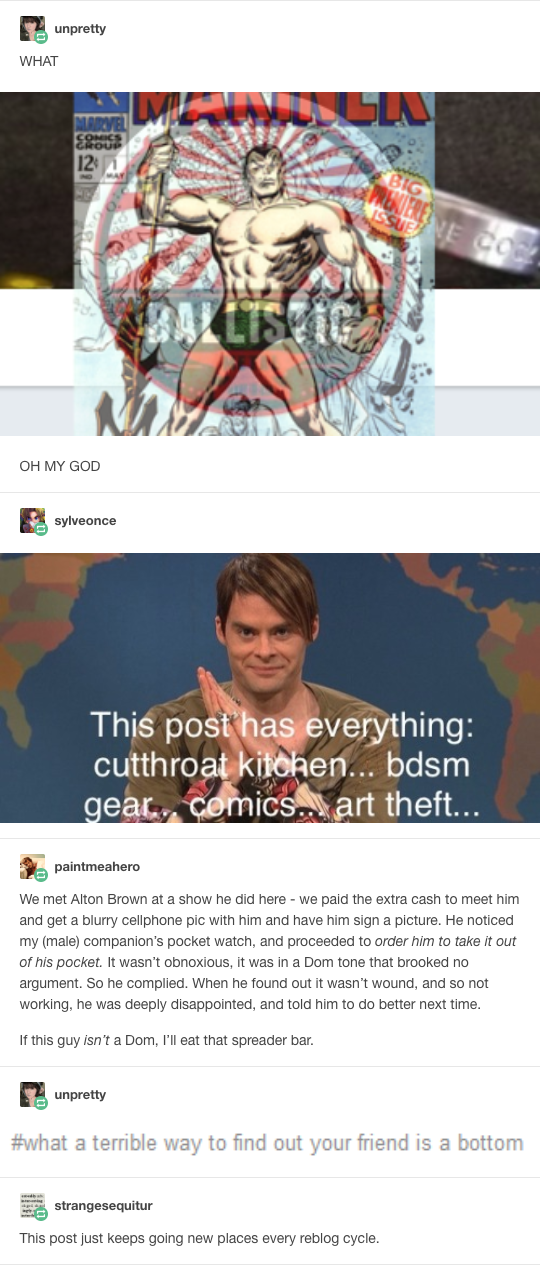 unpretty
WHAT
MARINER
MARVEL
COMICS
GROUP
12¢ 1
IND. MAY
BIG
PREMIERE
ISSUE!
BALLISTIC
OH MY GOD
sylveonce
This post has everything:
cutthroat kitchen... bdsm
gear... comics... art theft...
paintmeahero
We met Alton Brown at a show he did here - we paid the extra cash to meet him
and get a blurry cellphone pic with him and have him sign a picture. He noticed
my (male) companion’s pocket watch, and proceeded to order him to take it out
of his pocket. It wasn’t obnoxious, it was in a Dom tone that brooked no
argument. So he complied. When he found out it wasn’t wound, and so not
working, he was deeply disappointed, and told him to do better next time.
If this guy isn’t a Dom, I’ll eat that spreader bar.
unpretty
#what a terrible way to find out your friend is a bottom
strangesequitur
This post just keeps going new places every reblog cycle.